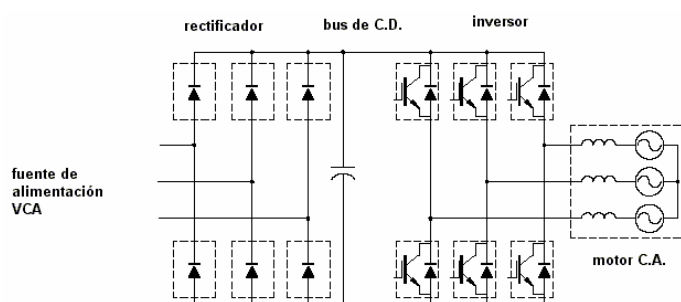 rectificador
bus de C.D.
inversor
fuente de
alimentación
VCA
motor C.A.